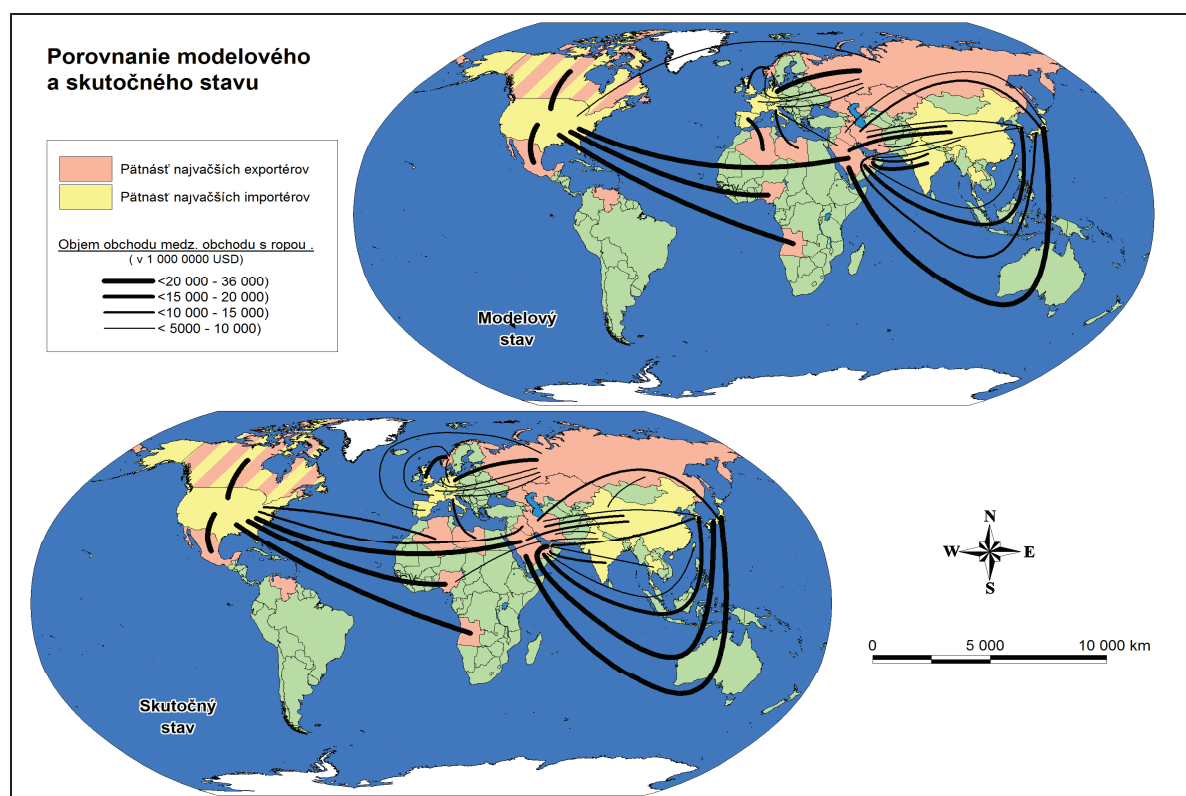 Porovnanie modelového
a skutočného stavu
Pätnásť najvačších exportérov
Pätnásť najvačších importérov
Objem obchodu medz. obchodu s ropou .
( v 1 000 0000 USD)
<20 000 - 36 000)
<15 000 - 20 000)
<10 000 - 15 000)
< 5000 - 10 000)
Modelový
stav
Skutočný
stav
N
W E
S
0 5 000 10 000 km